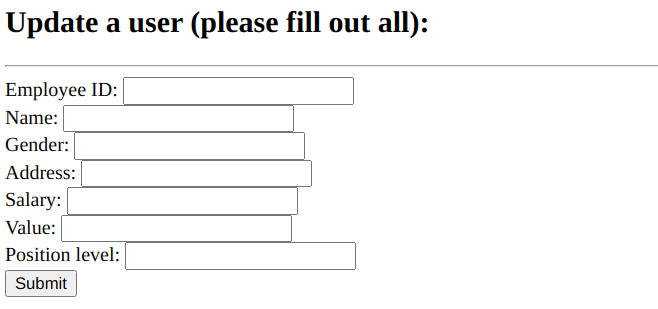 Update a user (please fill out all):
Employee ID:
Name:
Gender:
Address:
Salary:
Value:
Position level:
Submit